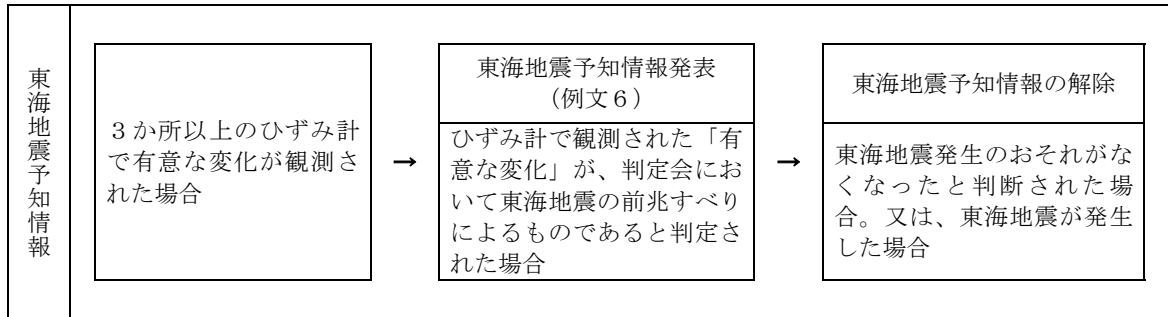 東海地震予知情報
3か所以上のひずみ計
で有意な変化が観測さ
れた場合
→
東海地震予知情報発表
(例文6)
ひずみ計で観測された「有
意な変化」が、判定会にお
いて東海地震の前兆すべり
によるものであると判定さ
れた場合
→
東海地震予知情報の解除
東海地震発生のおそれがな
くなったと判断された場
合。又は、東海地震が発生
した場合